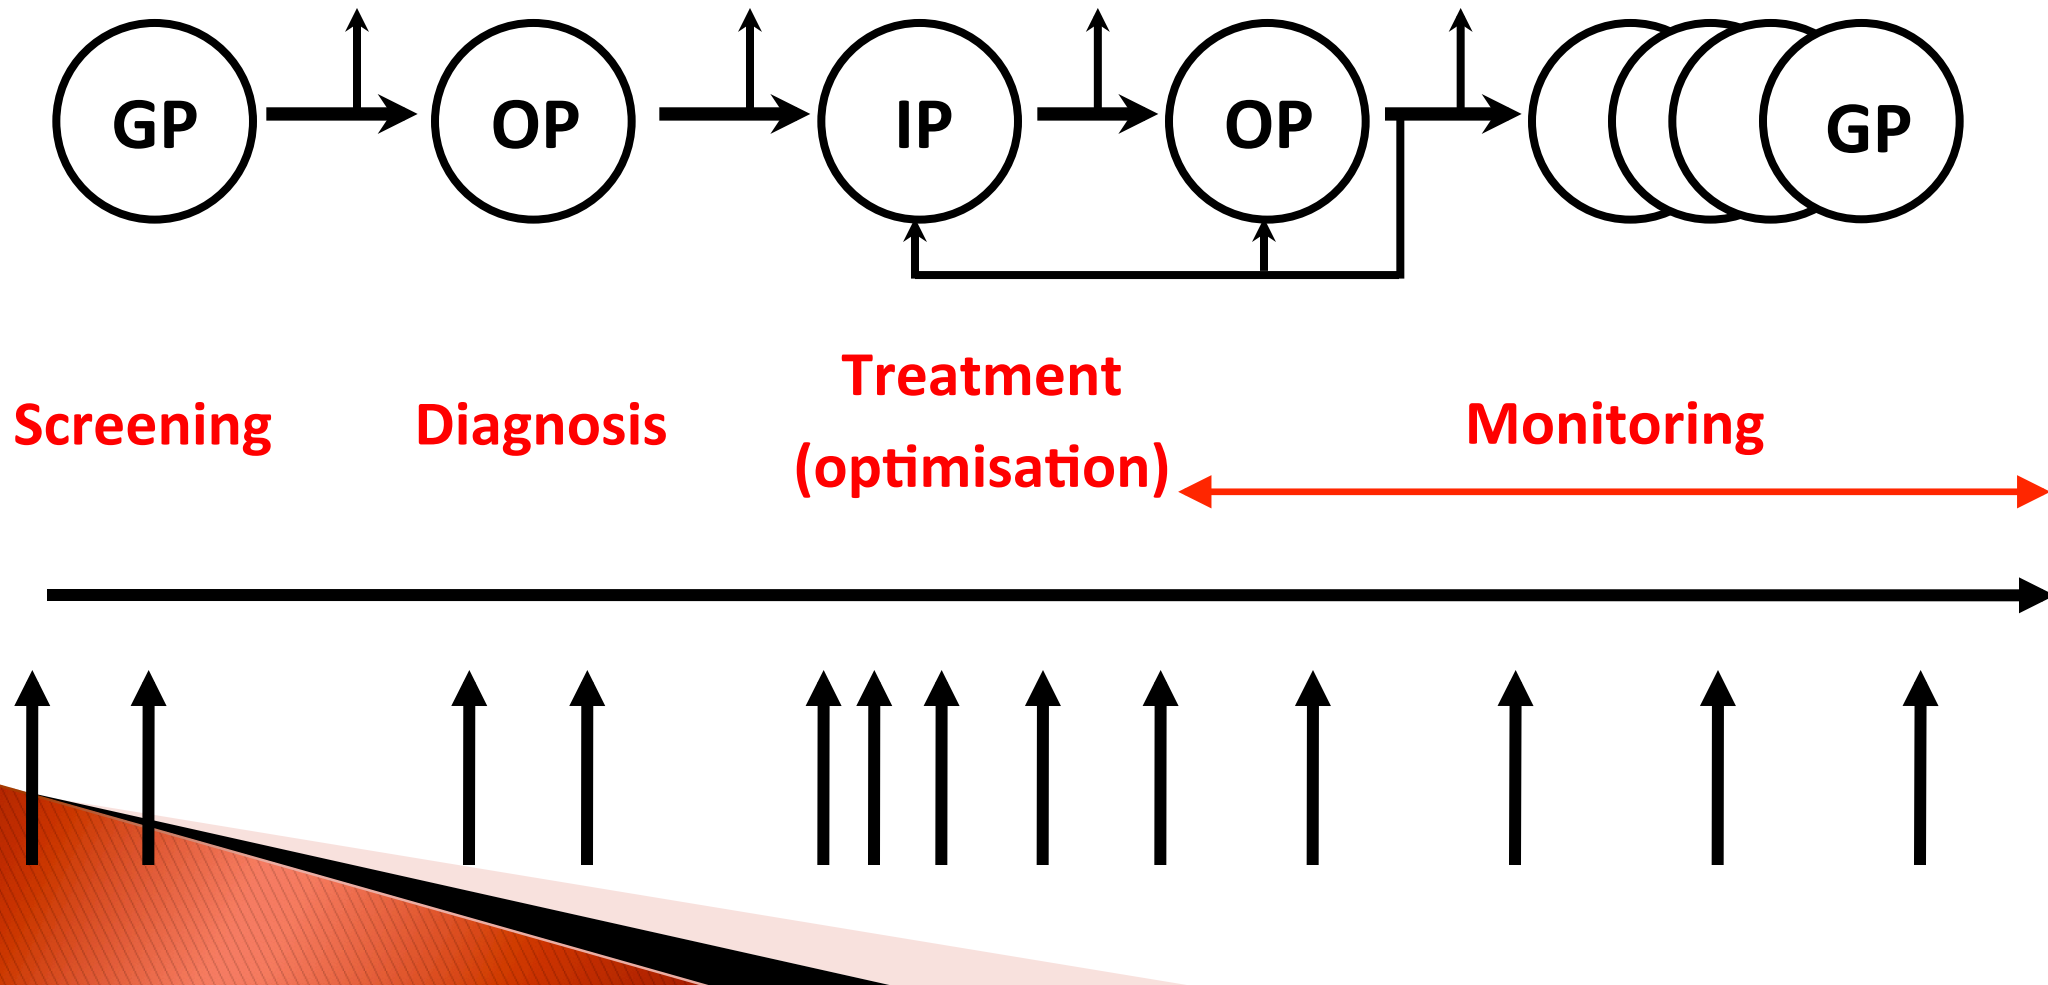 GP
OP
IP
OP
GP
Screening
Diagnosis
Treatment
(optimisation)
Monitoring